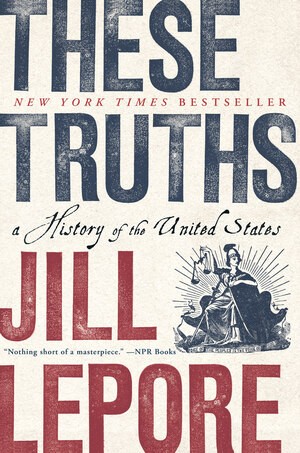 THESE
NEW YORK TIMES BESTSELLER
TRUTHS
a History of the United States
JILL
"Nothing short of a masterpiece." —NPR Books
LEPORE